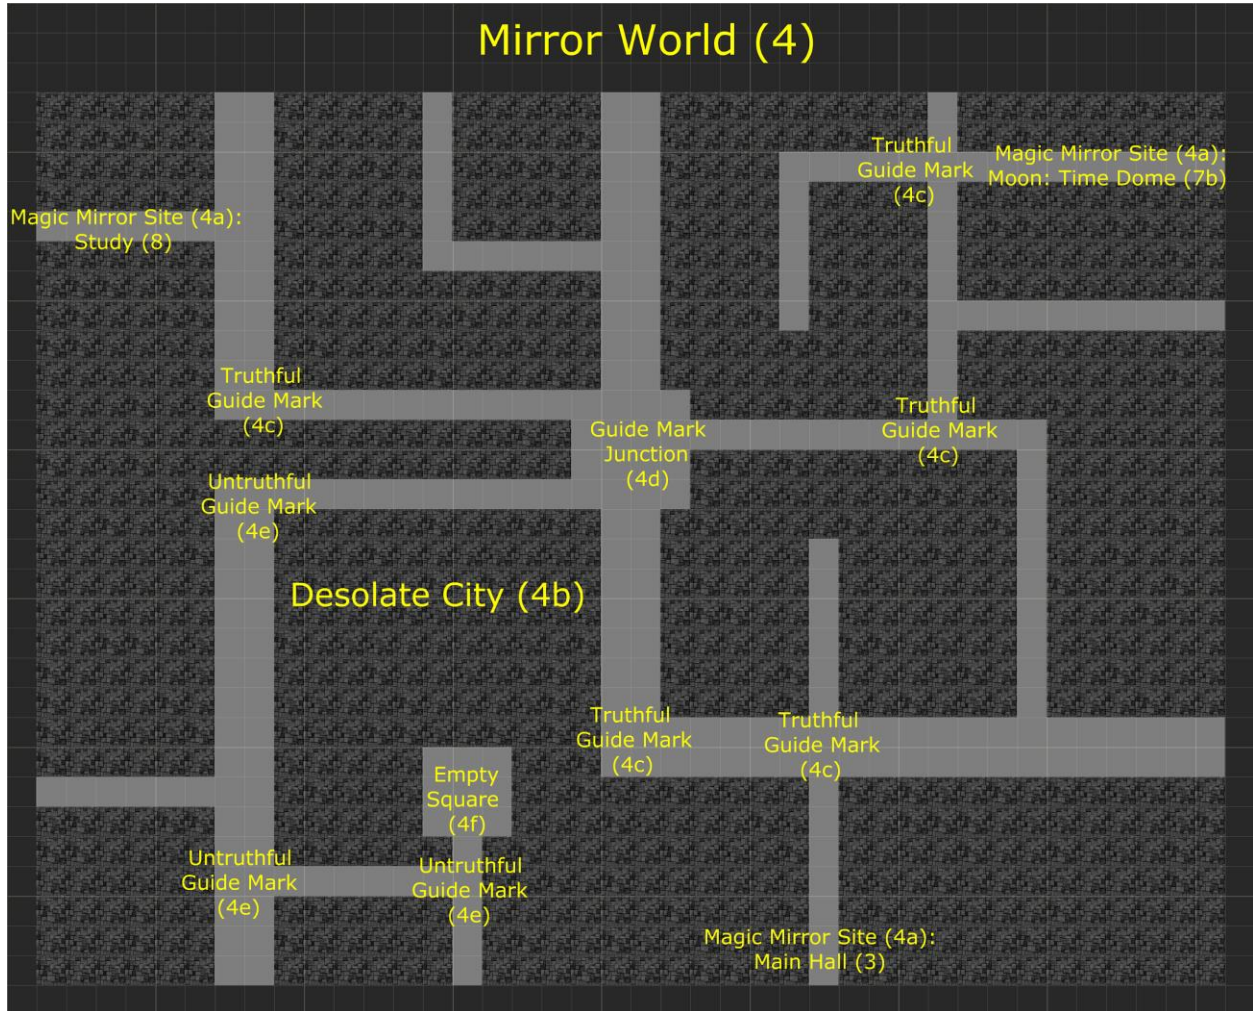 Mirror World (4)
Truthful
Guide Mark
(4c)
Magic Mirror Site (4a):
Moon: Time Dome (7b)
Magic Mirror Site (4a):
Study (8)
Truthful
Guide Mark
(4c)
Truthful
Guide Mark
(4c)
Guide Mark
Junction
(4d)
Untruthful
Guide Mark
(4e)
Desolate City (4b)
Truthful
Guide Mark
(4c)
Truthful
Guide Mark
(4c)
Empty
Square
(4f)
Untruthful
Guide Mark
(4e)
Untruthful
Guide Mark
(4e)
Magic Mirror Site (4a):
Main Hall (3)